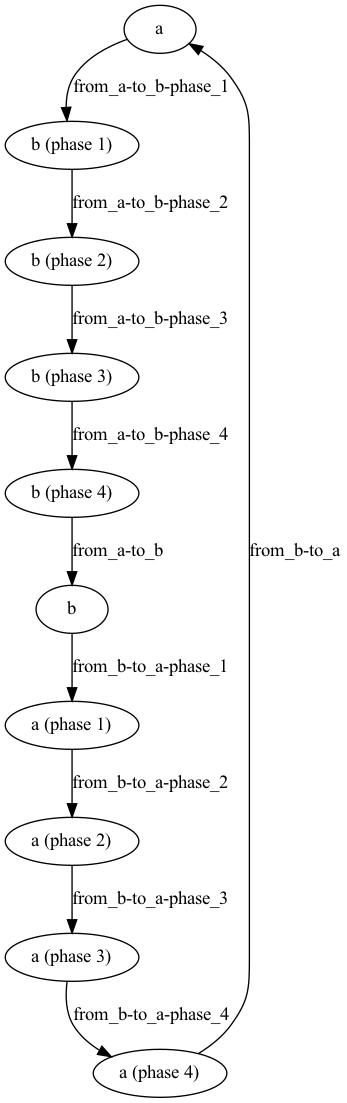 a
from_a-to_b-phase_1
b (phase 1)
from_a-to_b-phase_2
b (phase 2)
from_a-to_b-phase_3
b (phase 3)
from_a-to_b-phase_4
b (phase 4)
from_a-to_b
from_b-to_a
b
from_b-to_a-phase_1
a (phase 1)
from_b-to_a-phase_2
a (phase 2)
from_b-to_a-phase_3
a (phase 3)
from_b-to_a-phase_4
a (phase 4)